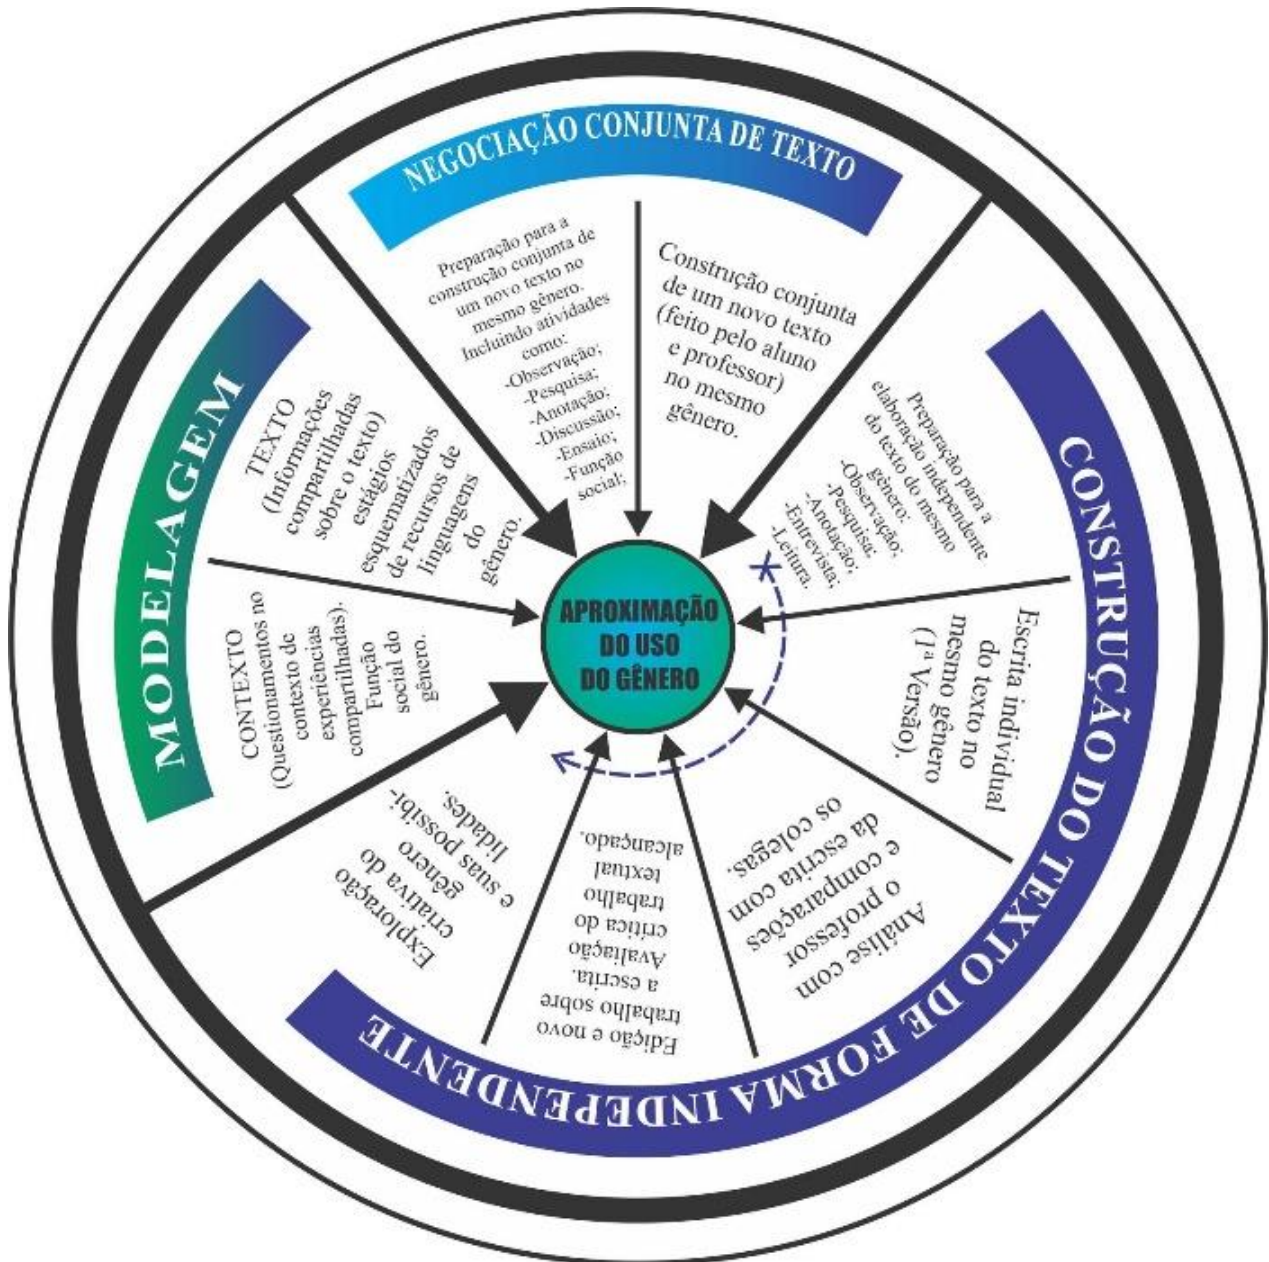 NEGOCIAÇÃO CONJUNTA DE TEXTO
Preparação para a
construção conjunta de
um novo texto no
mesmo gênero.
Incluindo atividades
como:
-Observação;
-Pesquisa;
-Anotação;
-Discussão;
-Ensaio;
-Função
social;
Construção conjunta
de um novo texto
(feito pelo aluno
e professor)
no mesmo
gênero.
CONSTRUÇÃO DO TEXTO DE FORMA INDEPENDENTE
Preparação para a
elaboração independente
do texto do mesmo
gênero:
-Observação;
-Pesquisa;
-Anotação;
-Entrevista;
-Leitura.
Escrita individual
do texto no
mesmo gênero
(1ª Versão).
Análise com
o professor
e comparações
da escrita com
os colegas.
Edição e novo
trabalho sobre
a escrita.
Avaliação
crítica do
trabalho
textual
alcançado.
Exploração
criativa do
gênero
e suas possibi-
lidades.
MODELAGEM
CONTEXTO
(Questionamentos no
contexto de
experiências
compartilhadas).
Função
social do
gênero.
TEXTO
(Informações
compartilhadas
sobre o texto)
estágios
esquematizados
de recursos de
linguagens
do
gênero.
APROXIMAÇÃO
DO USO
DO GÊNERO